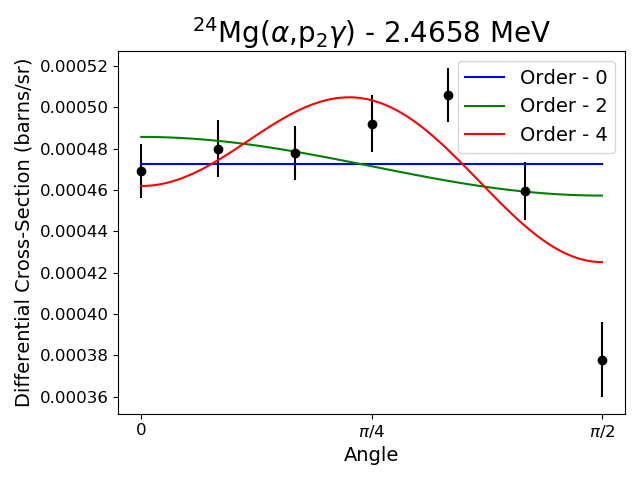 ²⁴Mg(α,p₂γ) - 2.4658 MeV
Differential Cross-Section (barns/sr)
0.00052
0.00050
0.00048
0.00046
0.00044
0.00042
0.00040
0.00038
0.00036
Order - 0
Order - 2
Order - 4
0
π/4
π/2
Angle